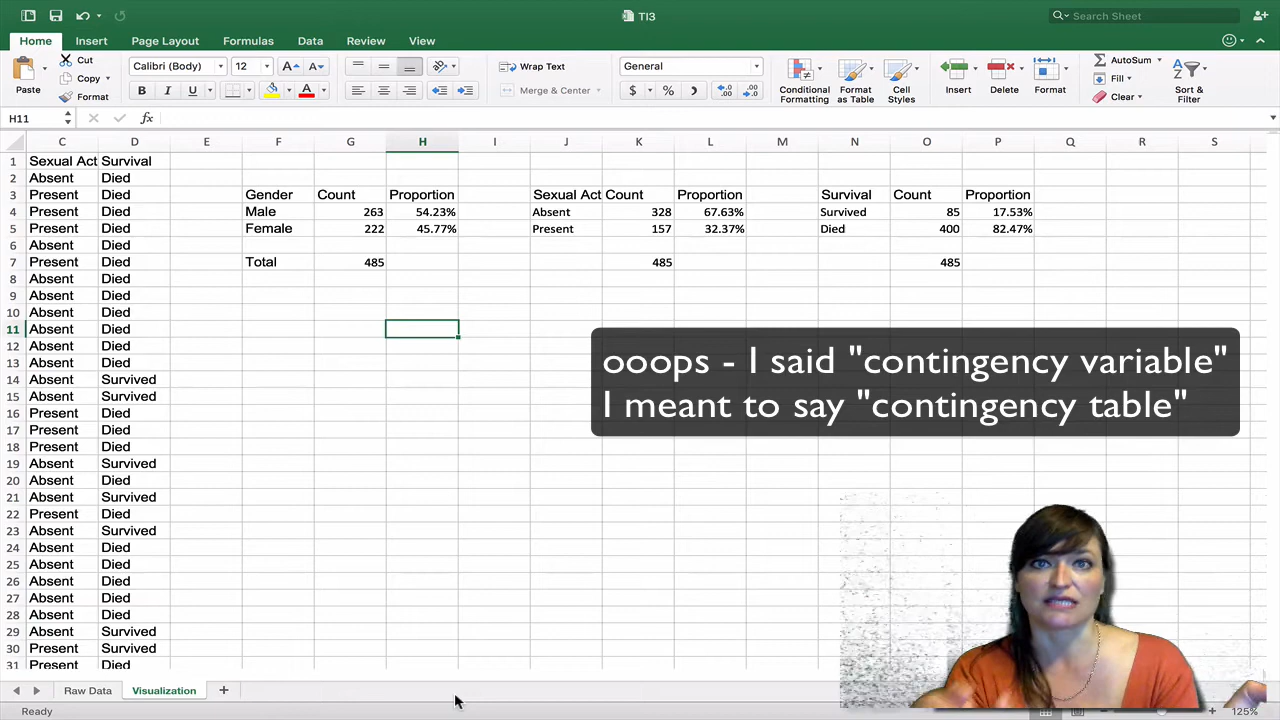 TI3
Search Sheet
Home Insert Page Layout Formulas Data Review View
Paste
Cut
Copy
Format
Calibri (Body) 12 A A
B I U A
Wrap Text
Merge & Center
General
$ %
Conditional Formatting
Format as Table
Cell Styles
Insert
Delete
Format
AutoSum
Fill
Clear
Sort & Filter
H11 fx
C D E F G H I J K L M N O P Q R S
1 Sexual Act Survival
2 Absent Died
3 Present Died Gender Count Proportion Sexual Act Count Proportion Survival Count Proportion
4 Present Died Male 263 54.23% Absent 328 67.63% Survived 85 17.53%
5 Present Died Female 222 45.77% Present 157 32.37% Died 400 82.47%
6 Absent Died
7 Present Died Total 485 485 485
8 Absent Died
9 Absent Died
10 Absent Died
11 Absent Died
12 Absent Died
13 Absent Died
14 Absent Survived
15 Absent Survived
16 Present Died
17 Present Died
18 Present Died
19 Absent Survived
20 Absent Died
21 Absent Survived
22 Present Died
23 Absent Survived
24 Absent Died
25 Absent Died
26 Absent Died
27 Absent Died
28 Absent Died
29 Absent Survived
30 Present Survived
31 Present Died
ooops - I said "contingency variable"
I meant to say "contingency table"
Raw Data Visualization +
Ready
125%